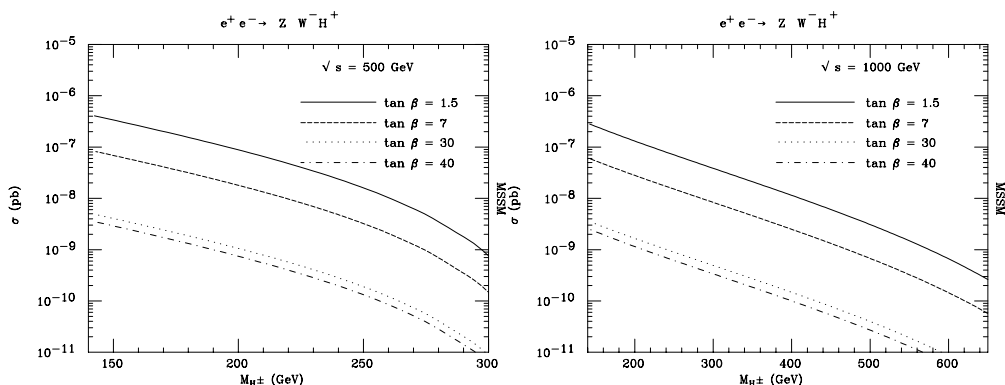 e⁺ e⁻→ Z W⁻H⁺
10⁻⁵
10⁻⁶
10⁻⁷
10⁻⁸
10⁻⁹
10⁻¹⁰
10⁻¹¹
σ (pb)
√ s = 500 GeV
tan β = 1.5
tan β = 7
tan β = 30
tan β = 40
MSSM
150 200 250 300
M_H± (GeV)
e⁺ e⁻→ Z W⁻H⁺
10⁻⁵
10⁻⁶
10⁻⁷
10⁻⁸
10⁻⁹
10⁻¹⁰
10⁻¹¹
σ (pb)
√ s = 1000 GeV
tan β = 1.5
tan β = 7
tan β = 30
tan β = 40
MSSM
200 300 400 500 600
M_H± (GeV)